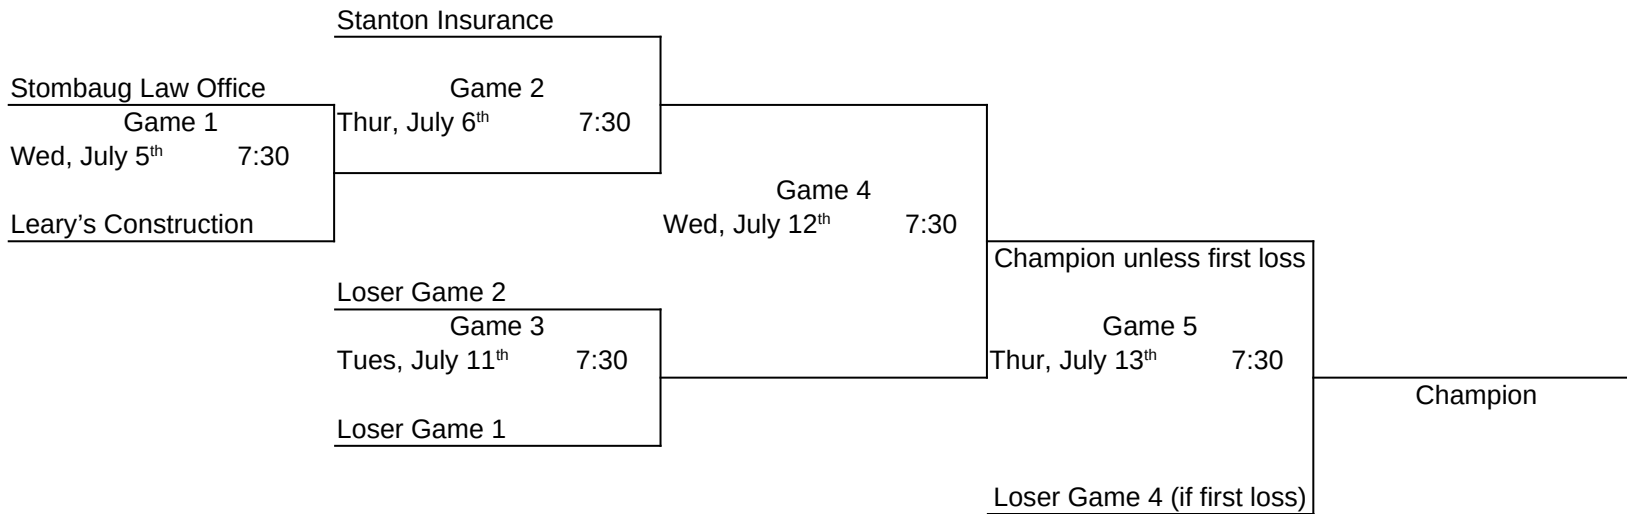 Stanton Insurance
Stombaug Law Office
Game 1
Wed, July 5th 7:30
Leary’s Construction
Game 2
Thur, July 6th 7:30
Loser Game 2
Game 3
Tues, July 11th 7:30
Loser Game 1
Game 4
Wed, July 12th 7:30
Champion unless first loss
Game 5
Thur, July 13th 7:30
Loser Game 4 (if first loss)
Champion